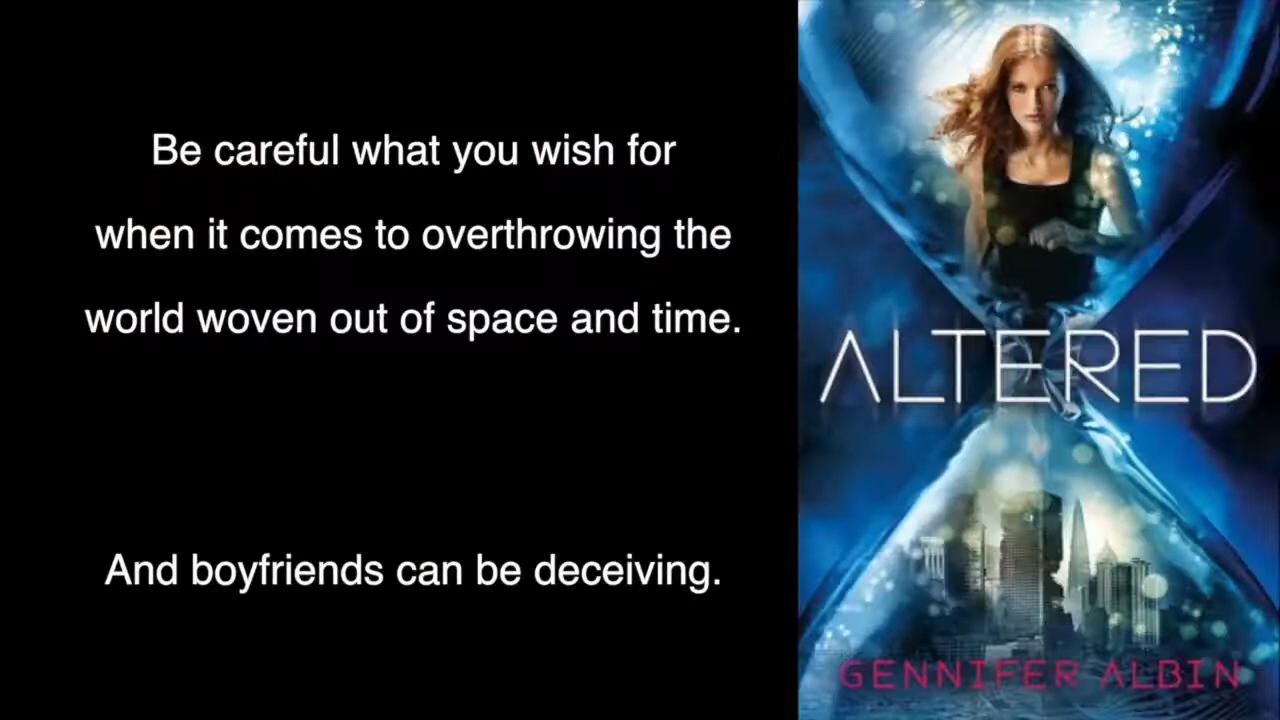 Be careful what you wish for
when it comes to overthrowing the
world woven out of space and time.
And boyfriends can be deceiving.
ALTERED
GENNIFER ALBIN